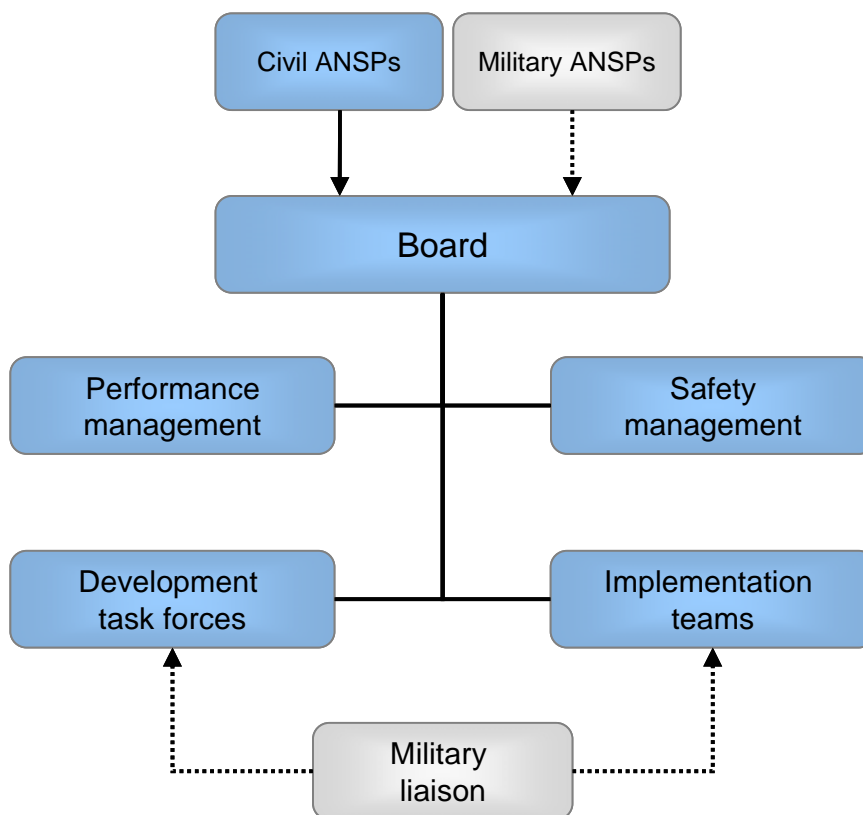 Civil ANSPs
Military ANSPs
Board
Performance
management
Safety
management
Development
task forces
Implementation
teams
Military
liaison